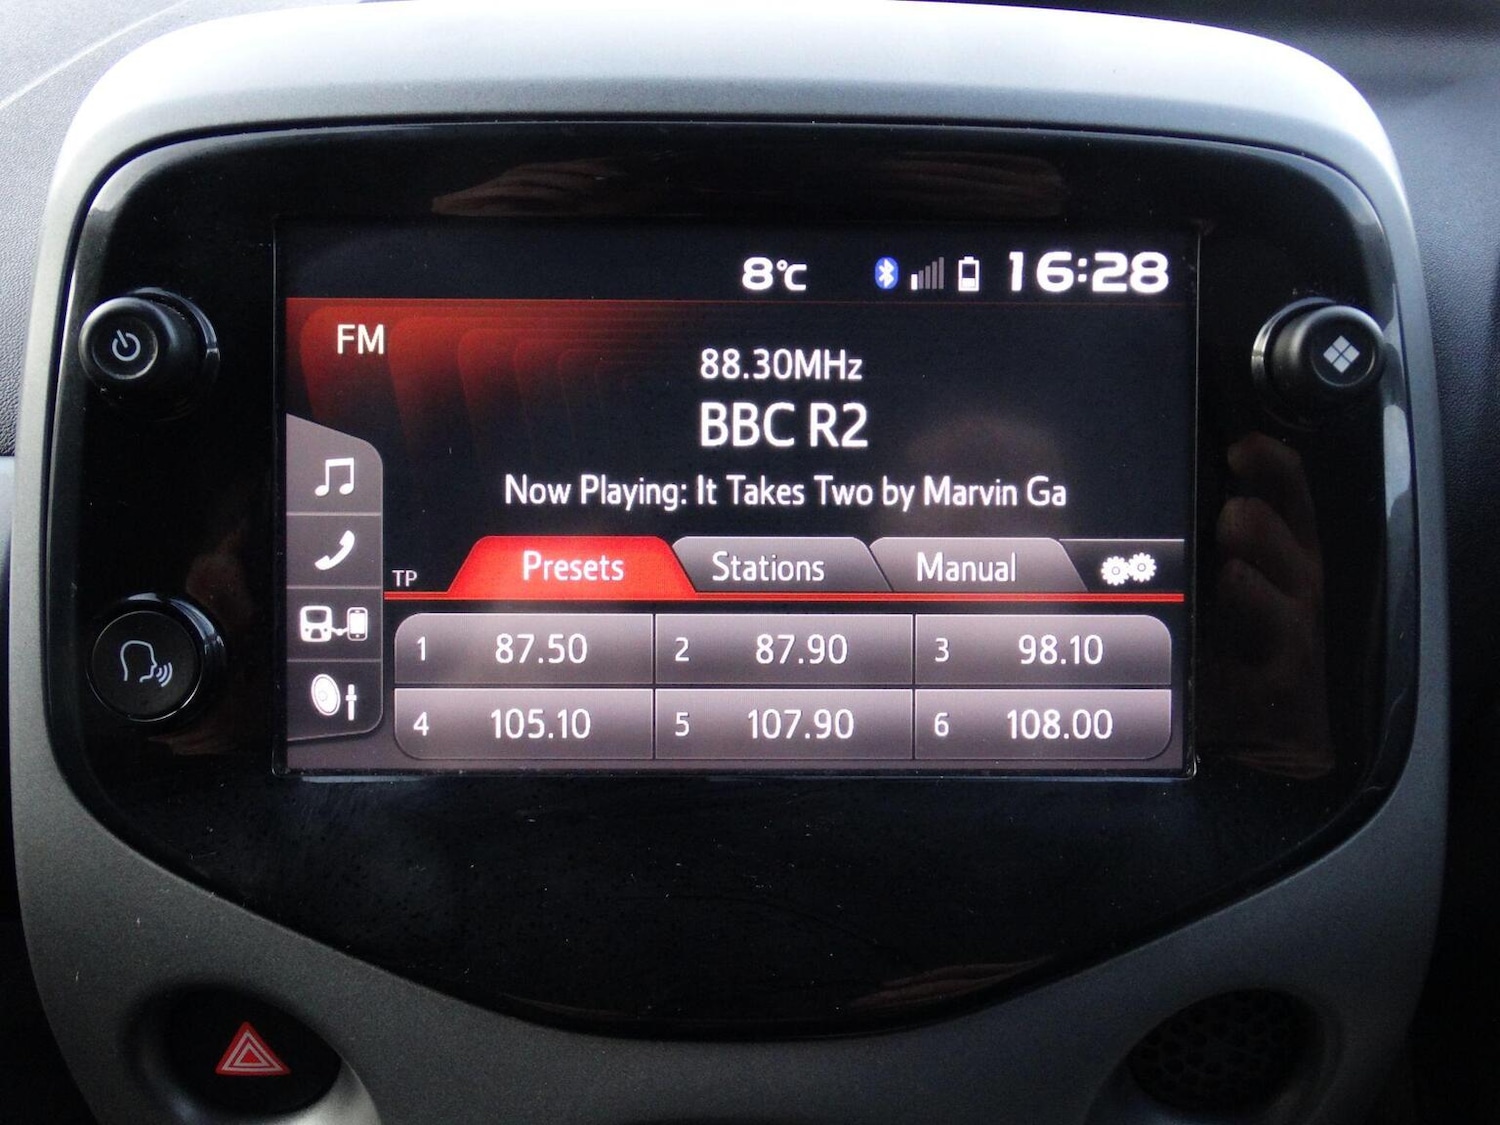 8°C 16:28
FM
88.30MHz
BBC R2
Now Playing: It Takes Two by Marvin Ga
TP Presets Stations Manual
1 87.50 2 87.90 3 98.10
4 105.10 5 107.90 6 108.00